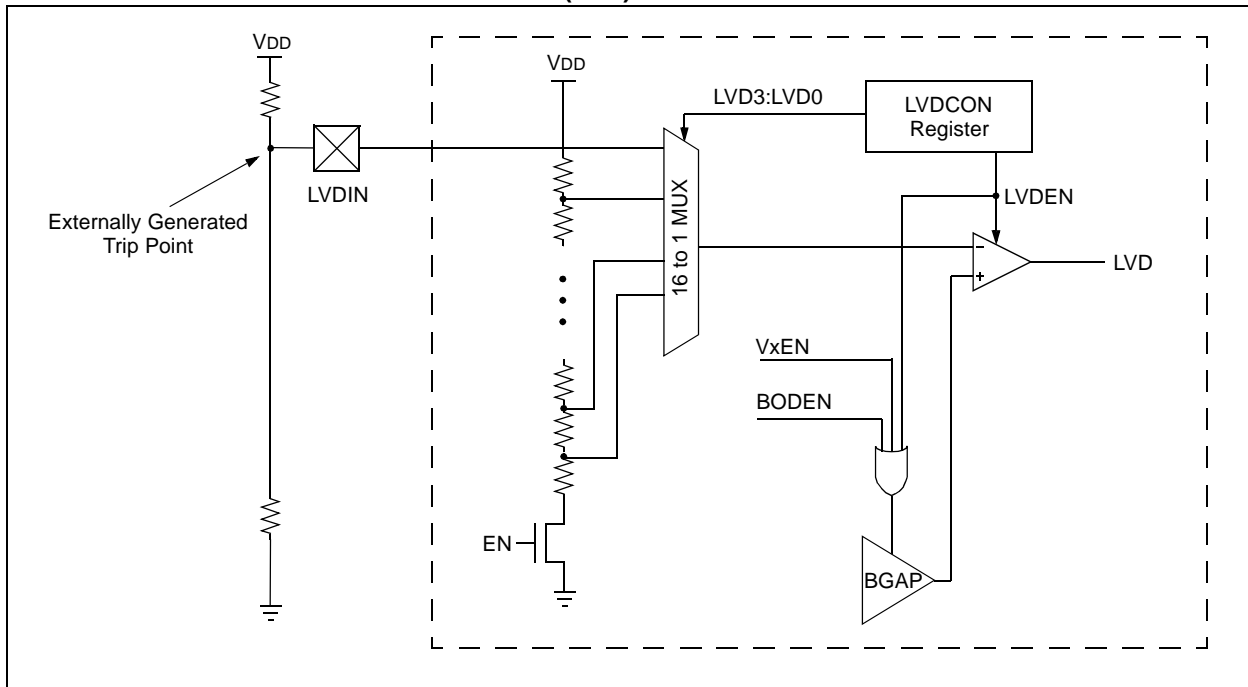 VDD
VDD
LVD3:LVD0
LVDCON
Register
LVDIN
16 to 1 MUX
LVDEN
Externally Generated
Trip Point
–
+
LVD
VxEN
BODEN
EN
BGAP